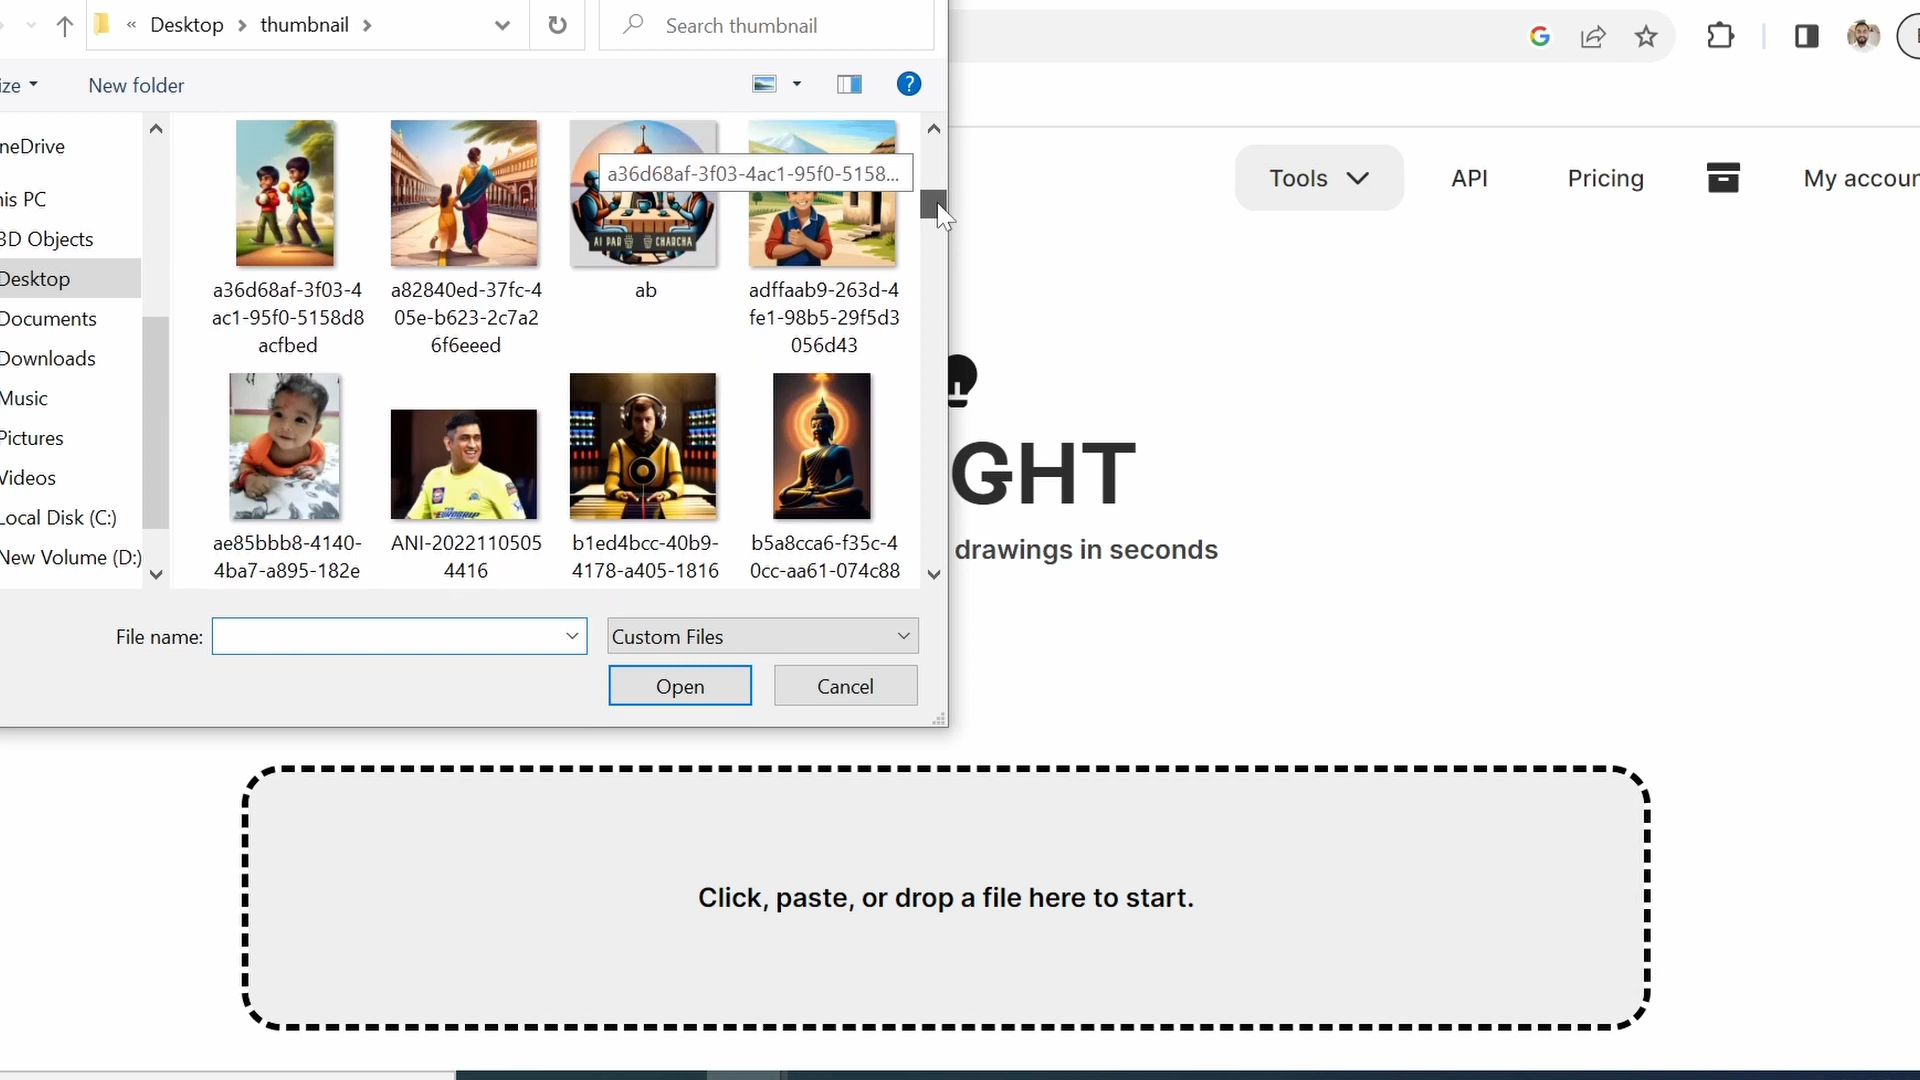 Desktop
thumbnail
Search thumbnail
New folder
Tools
API
Pricing
a36d68af-3f03-4ac1-95f0-5158...
AI PAR CHARCHA
a36d68af-3f03-4
ac1-95f0-5158d8
acfbed
a82840ed-37fc-4
05e-b623-2c7a2
6f6eeed
ab
adffaab9-263d-4
fe1-98b5-29f5d3
056d43
neDrive
his PC
3D Objects
Desktop
Documents
Downloads
Music
Pictures
Videos
Local Disk (C:)
New Volume (D:)
ae85bbb8-4140-
4ba7-a895-182e
ANI-2022110505
4416
b1ed4bcc-40b9-
4178-a405-1816
b5a8cca6-f35c-4
0cc-aa61-074c88
GHT
drawings in seconds
File name:
Custom Files
Open
Cancel
Click, paste, or drop a file here to start.